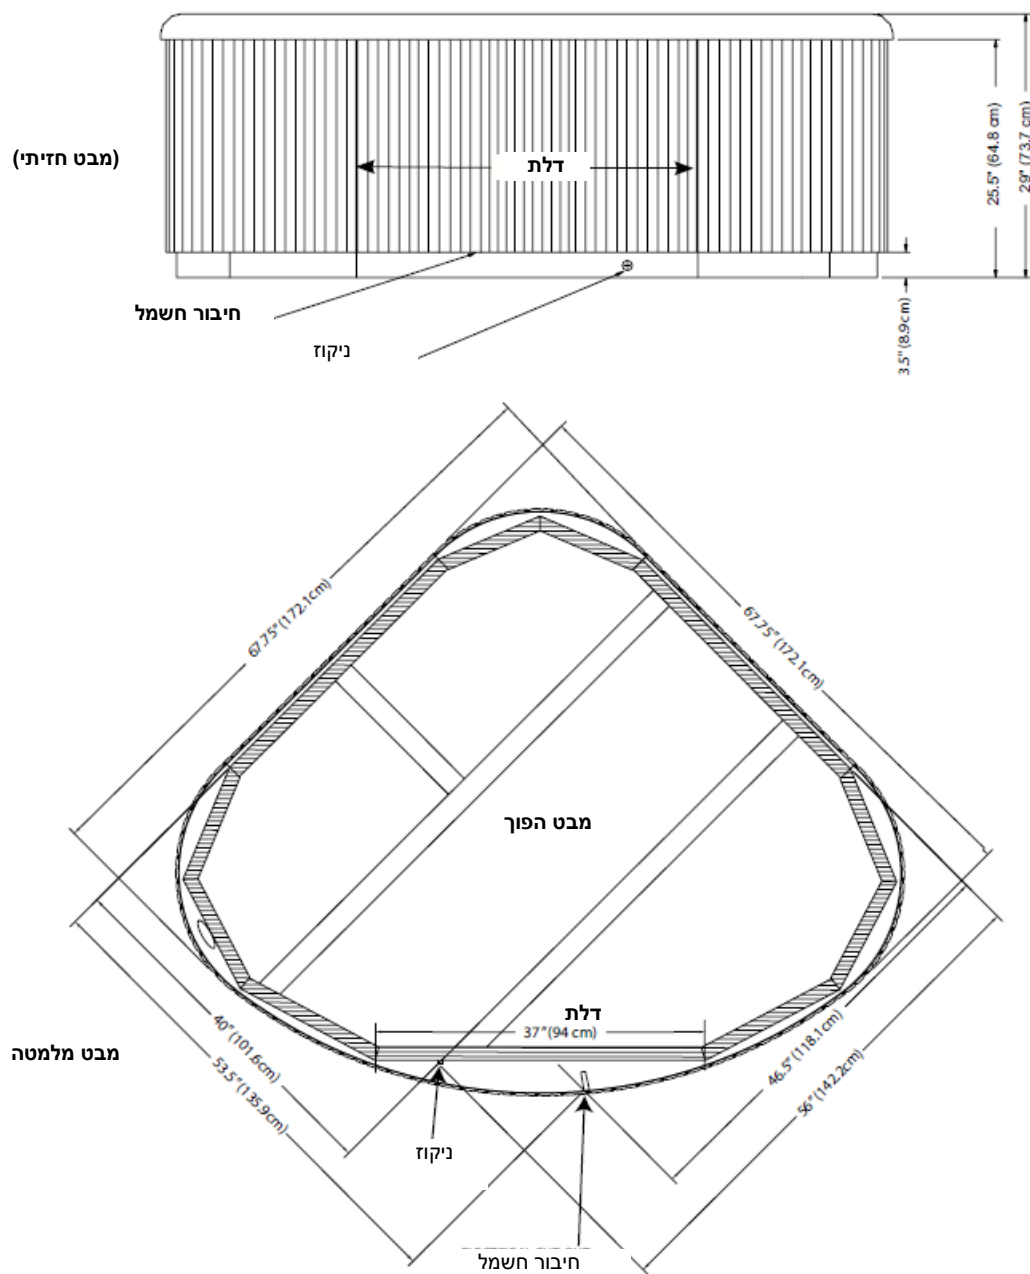 (מבט חזיתי)
דלת
25.5" (64.8 cm)
29" (73.7 cm)
חיבור חשמל
ניקוז
3.5" (8.9cm)
67.75" (172.1cm)
67.75" (172.1cm)
מבט הפוך
דלת
37" (94 cm)
מבט מלמטה
40" (101.6cm)
53.5" (135.9cm)
46.5" (118.1cm)
56" (142.2cm)
ניקוז
חיבור חשמל